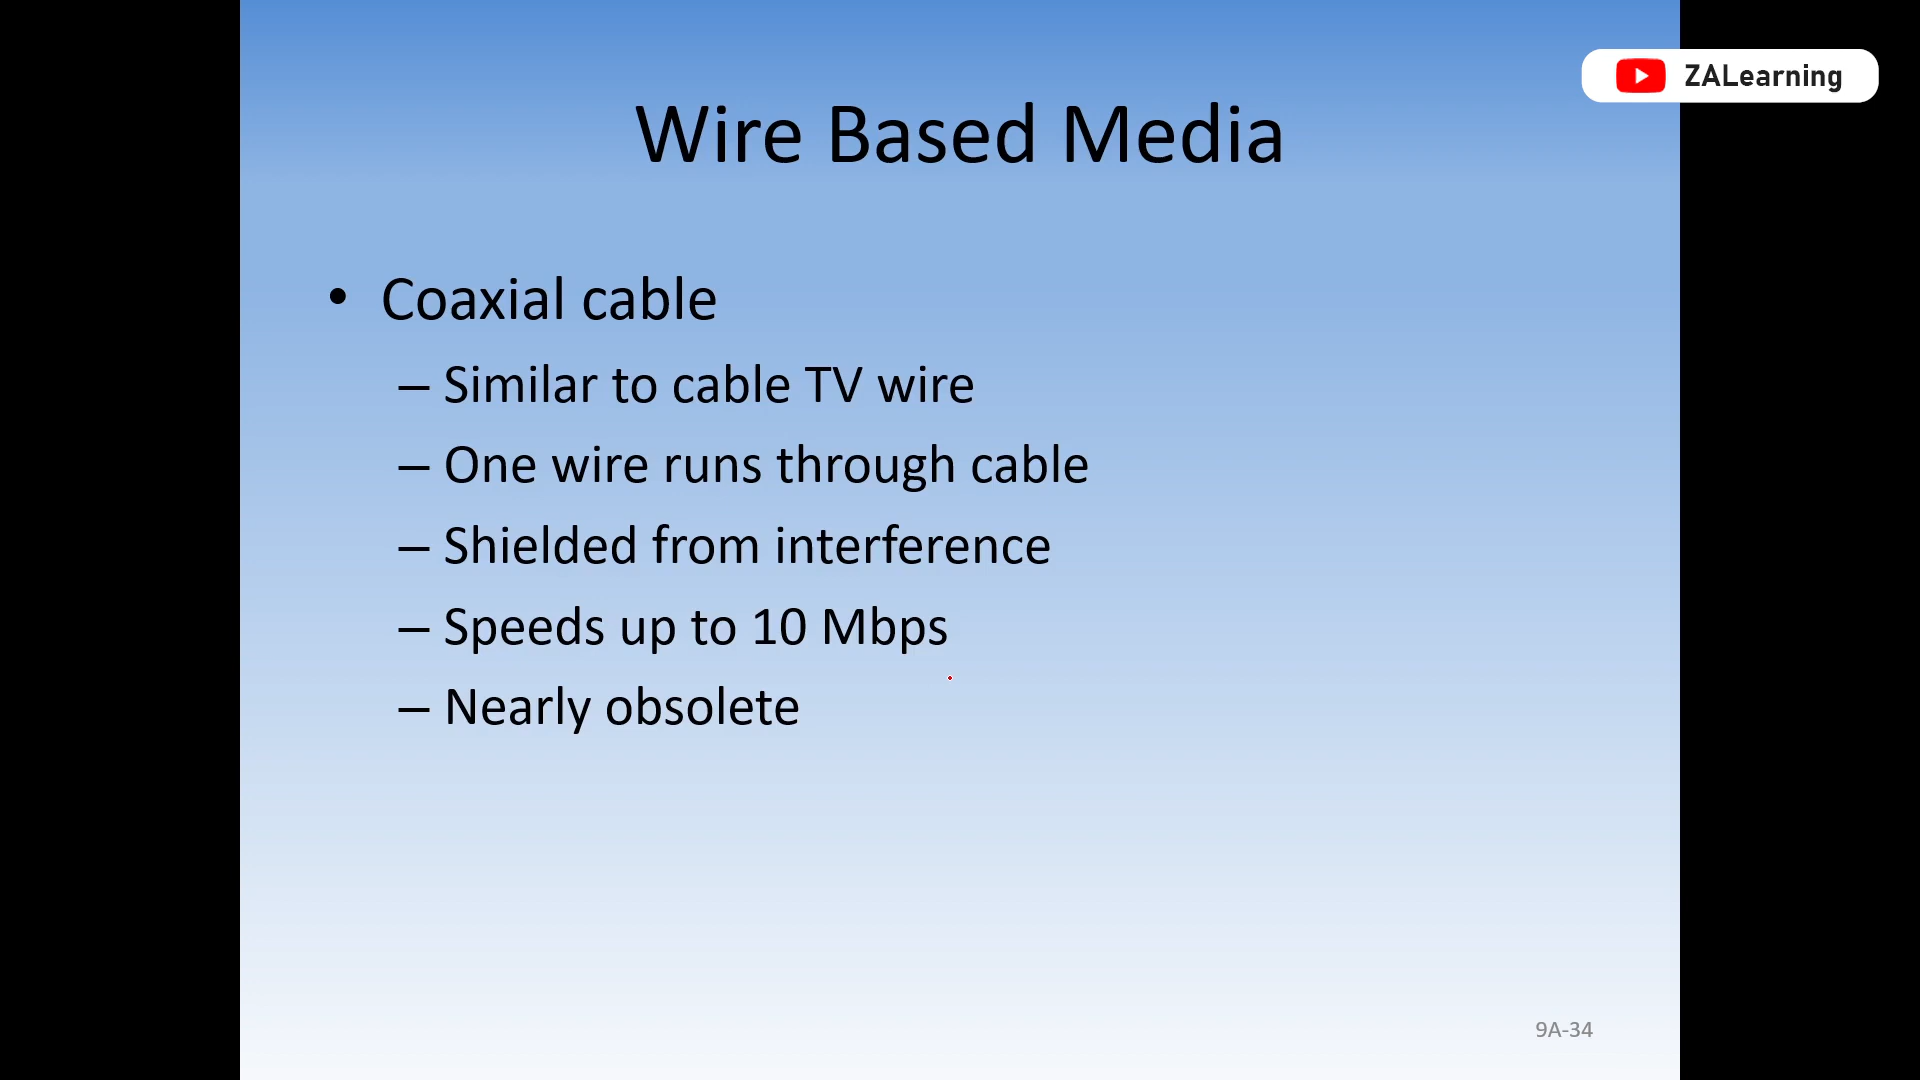 ZALearning
Wire Based Media
• Coaxial cable
– Similar to cable TV wire
– One wire runs through cable
– Shielded from interference
– Speeds up to 10 Mbps
– Nearly obsolete
9A-34